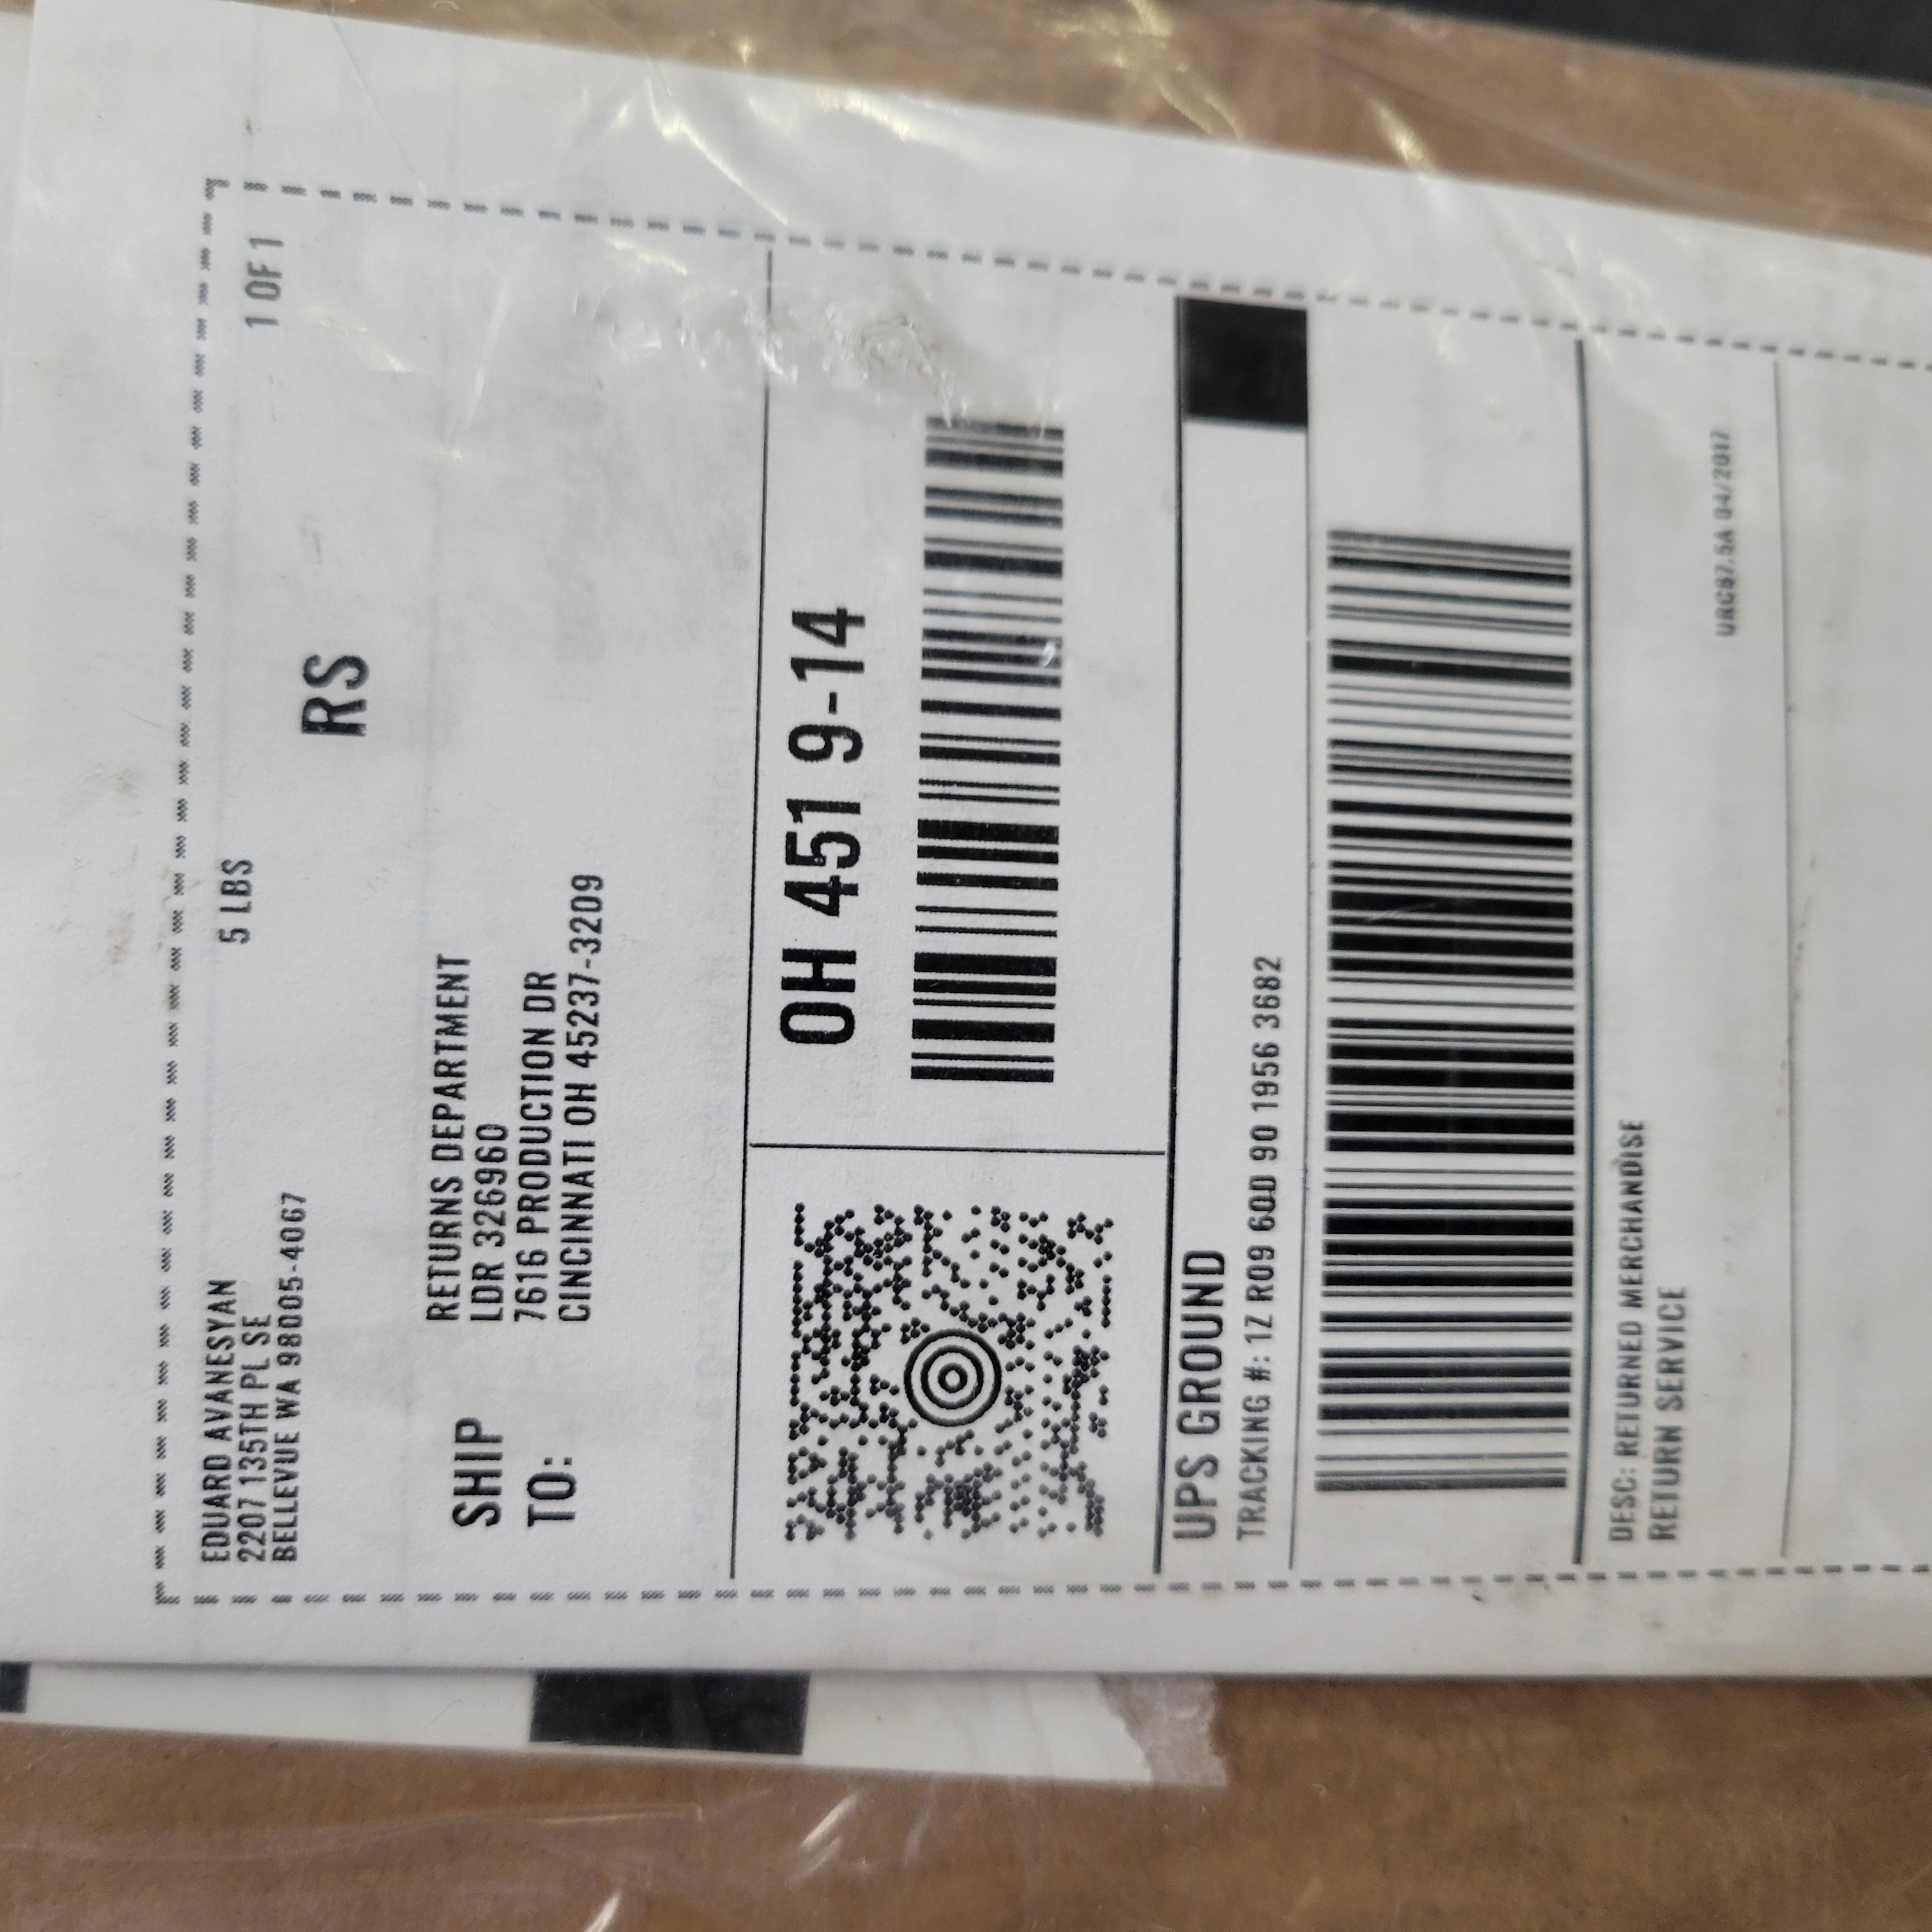 EDUARD AVANESYAN
2207 135TH PL SE
BELLEVUE WA 98005-4067
5 LBS
1 OF 1
RS
SHIP
TO:
RETURNS DEPARTMENT
LDR 326960
7616 PRODUCTION DR
CINCINNATI OH 45237-3209
OH 451 9-14
UPS GROUND
TRACKING #: 1Z R09 60D 90 1956 3682
DESC: RETURNED MERCHANDISE
RETURN SERVICE
04/2017